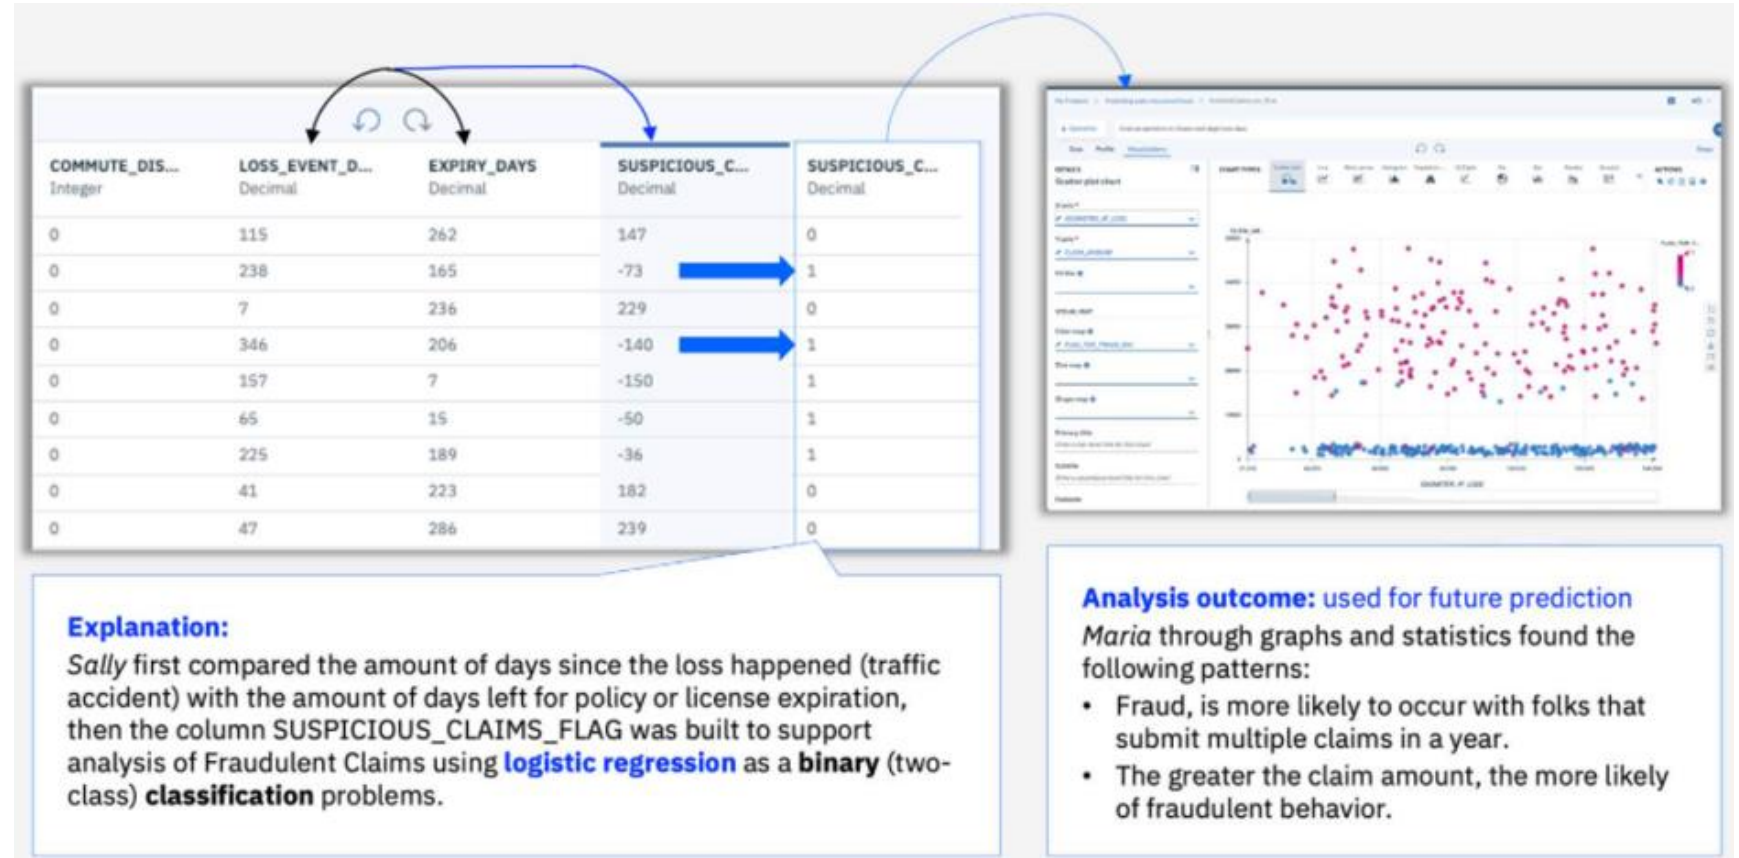 COMMUTE_DIS... LOSS_EVENT_D... EXPIRY_DAYS SUSPICIOUS_C... SUSPICIOUS_C...
Integer Decimal Decimal Decimal Decimal
0 115 262 147 0
0 238 165 -73 1
0 7 236 229 0
0 346 206 -140 1
0 157 7 -150 1
0 65 15 -50 1
0 225 189 -36 1
0 41 223 182 0
0 47 286 239 0
Explanation:
Sally first compared the amount of days since the loss happened (traffic
accident) with the amount of days left for policy or license expiration,
then the column SUSPICIOUS_CLAIMS_FLAG was built to support
analysis of Fraudulent Claims using logistic regression as a binary (two-
class) classification problems.
Scatter plot chart
Analysis outcome: used for future prediction
Maria through graphs and statistics found the
following patterns:
• Fraud, is more likely to occur with folks that
submit multiple claims in a year.
• The greater the claim amount, the more likely
of fraudulent behavior.